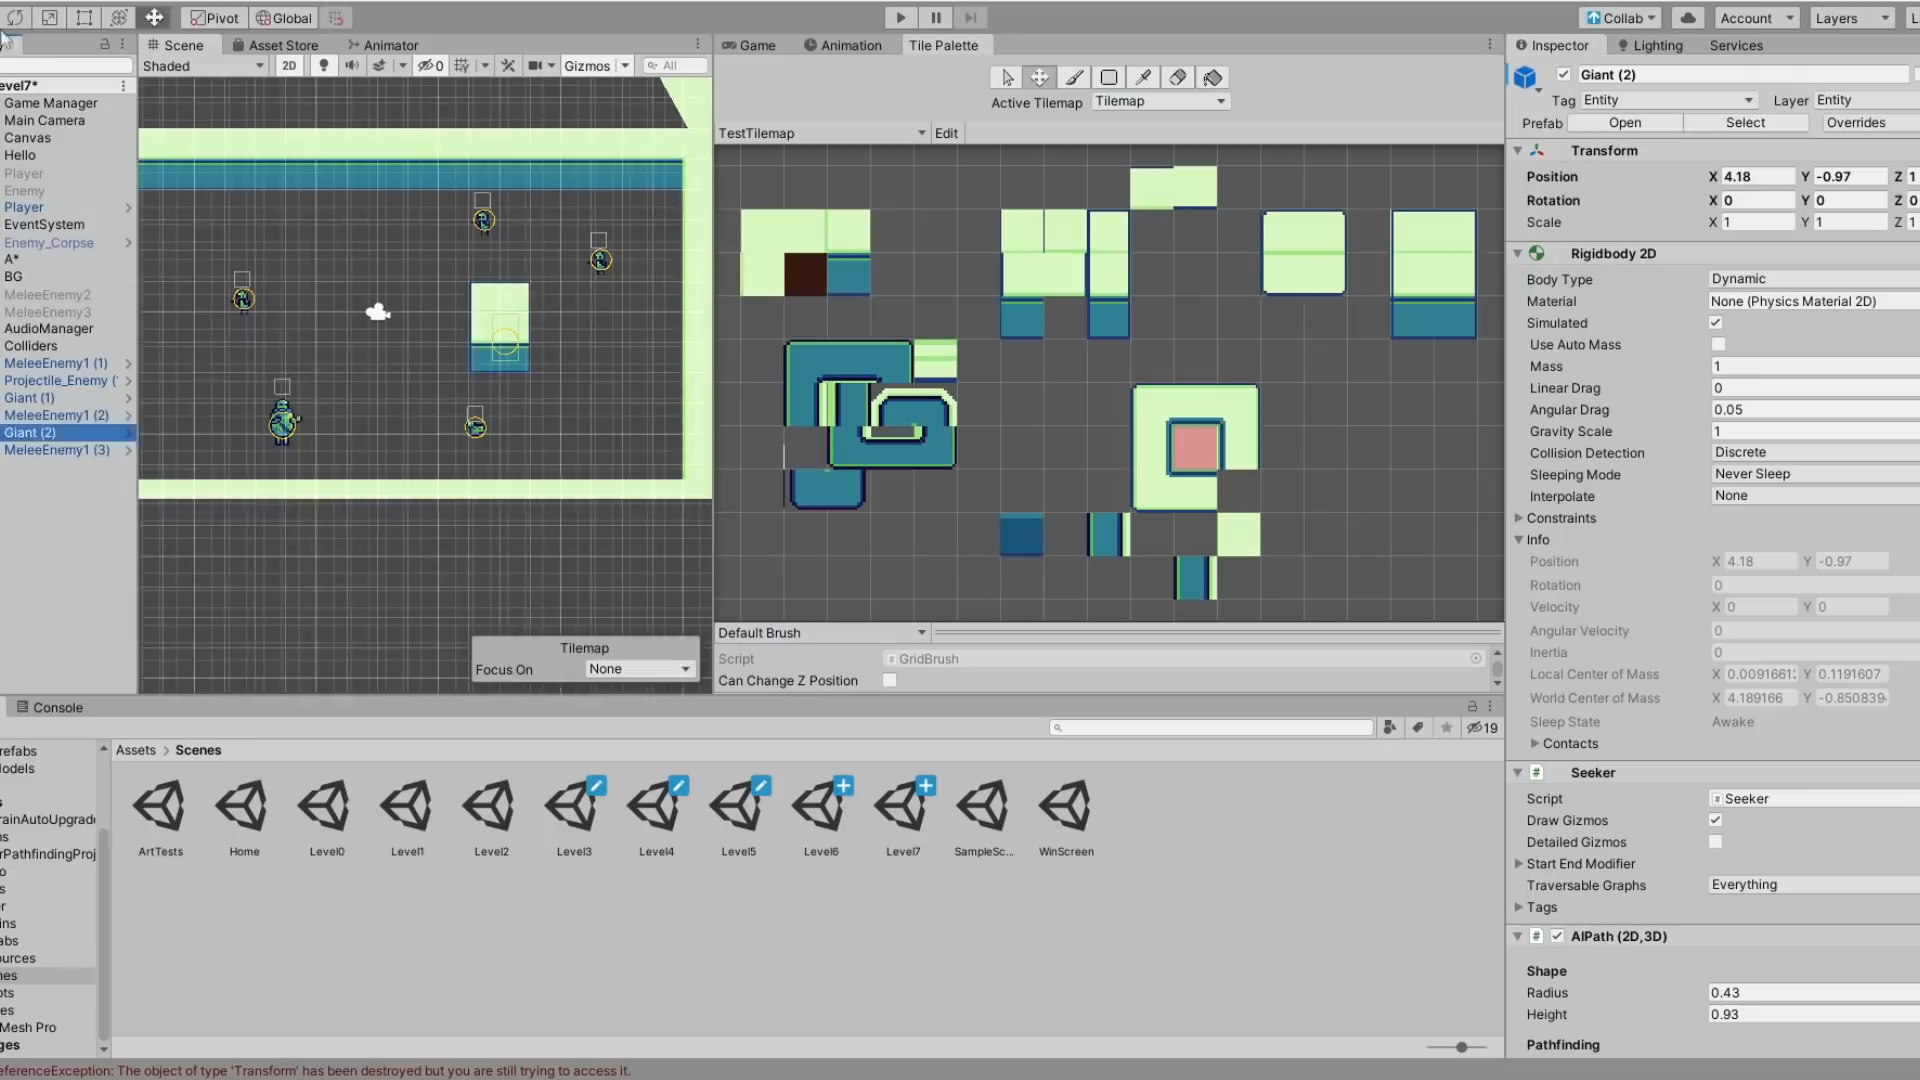 Pivot
Global
Collab
Account
Layers
Scene
Asset Store
Animator
Shaded
2D
0
Gizmos
All
evel7*
Game Manager
Main Camera
Canvas
Hello
Player
Enemy
Player
EventSystem
Enemy_Corpse
A*
BG
MeleeEnemy2
MeleeEnemy3
AudioManager
Colliders
MeleeEnemy1 (1)
Projectile_Enemy (
Giant (1)
MeleeEnemy1 (2)
Giant (2)
MeleeEnemy1 (3)
Tilemap
Focus On None
Game
Animation
Tile Palette
Active Tilemap Tilemap
TestTilemap
Edit
Default Brush
Script GridBrush
Can Change Z Position
Inspector
Lighting
Services
Giant (2)
Tag Entity Layer Entity
Prefab Open Select Overrides
Transform
Position X 4.18 Y -0.97 Z 1
Rotation X 0 Y 0 Z 0
Scale X 1 Y 1 Z 1
Rigidbody 2D
Body Type Dynamic
Material None (Physics Material 2D)
Simulated
Use Auto Mass
Mass 1
Linear Drag 0
Angular Drag 0.05
Gravity Scale 1
Collision Detection Discrete
Sleeping Mode Never Sleep
Interpolate None
Constraints
Info
Position X 4.18 Y -0.97
Rotation 0
Velocity X 0 Y 0
Angular Velocity 0
Inertia 0
Local Center of Mass X 0.0091661 Y 0.1191607
World Center of Mass X 4.189166 Y -0.850839
Sleep State Awake
Contacts
Seeker
Script Seeker
Draw Gizmos
Detailed Gizmos
Start End Modifier
Traversable Graphs Everything
Tags
AIPath (2D,3D)
Shape
Radius 0.43
Height 0.93
Pathfinding
Console
19
refabs
odels
s
rainAutoUpgrade
ns
rPathfindingProj
o
s
r
ins
abs
ources
nes
pts
es
Mesh Pro
ges
Assets > Scenes
ArtTests
Home
Level0
Level1
Level2
Level3
Level4
Level5
Level6
Level7
SampleSc...
WinScreen
eferenceException: The object of type 'Transform' has been destroyed but you are still trying to access it.